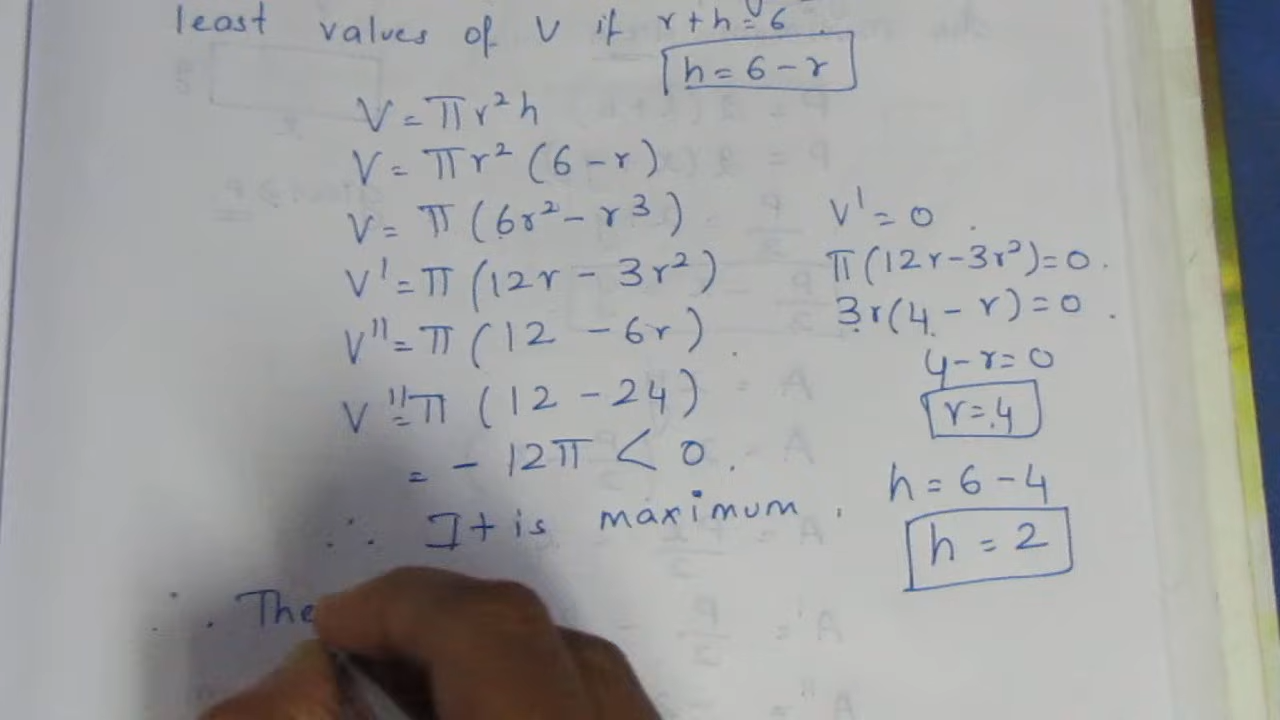 least values of V if r + h = 6.
h = 6 - r
V = πr²h
V = πr² (6 - r)
V = π (6r² - r³)
V' = π (12r - 3r²)
V'' = π (12 - 6r).
V'' = π (12 - 24)
= - 12π < 0.
∴ It is maximum.
V' = 0.
π(12r - 3r²) = 0.
3r(4 - r) = 0.
4 - r = 0
r = 4
h = 6 - 4
h = 2
∴ The